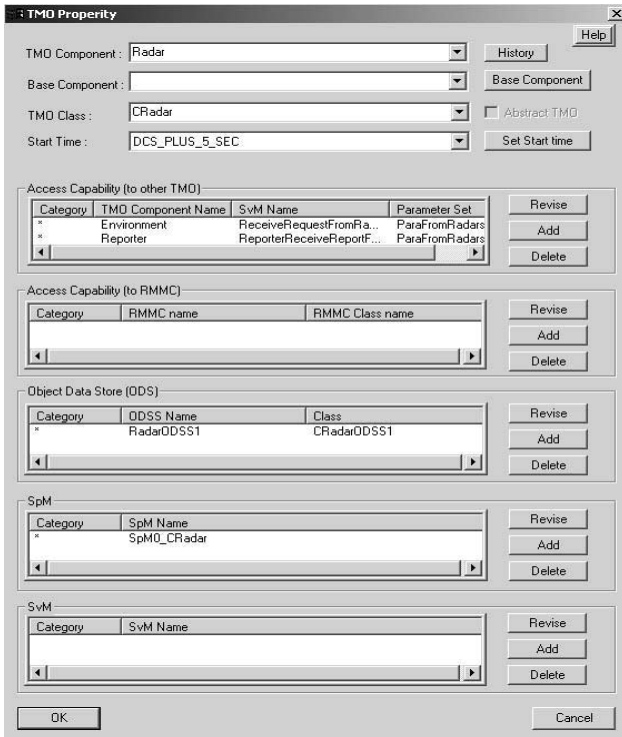 TMO Properity
Help
TMO Component : Radar History
Base Component : Base Component
TMO Class : CRadar Abstract TMO
Start Time : DCS_PLUS_5_SEC Set Start time
Access Capability (to other TMO)
Category TMO Component Name SvM Name Parameter Set
* Environment ReceiveRequestFromRa... ParaFromRadars
* Reporter ReporterReceiveReportF... ParaFromRadars
Revise
Add
Delete
Access Capability (to RMMC)
Category RMMC name RMMC Class name
Revise
Add
Delete
Object Data Store (ODS)
Category ODSS Name Class
* RadarODSS1 CRadarODSS1
Revise
Add
Delete
SpM
Category SpM Name
* SpM0_CRadar
Revise
Add
Delete
SvM
Category SvM Name
Revise
Add
Delete
OK Cancel